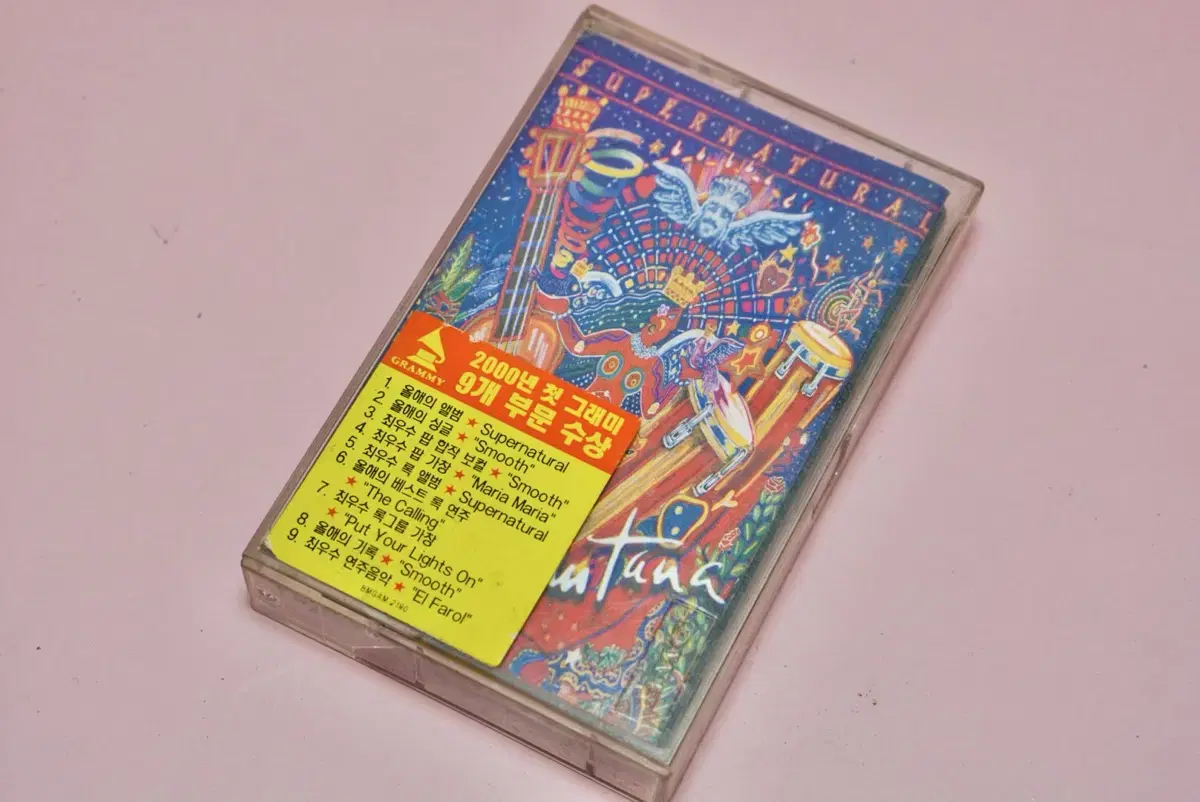 SUPERNATURAL
GRAMMY
2000년 첫 그래미
9개 부문 수상
1. 올해의 앨범 ★ Supernatural
2. 올해의 싱글 ★ "Smooth"
3. 최우수 팝 합작 보컬 ★ "Smooth"
4. 최우수 팝 가창 ★ "Maria Maria"
5. 최우수 록 앨범 ★ Supernatural
6. 올해의 베스트 록 연주
★ "The Calling"
7. 최우수 록그룹 가창
★ "Put Your Lights On"
8. 올해의 기록 ★ "Smooth"
9. 최우수 연주음악 ★ "El Farol"
BMGAM 2190
ntana